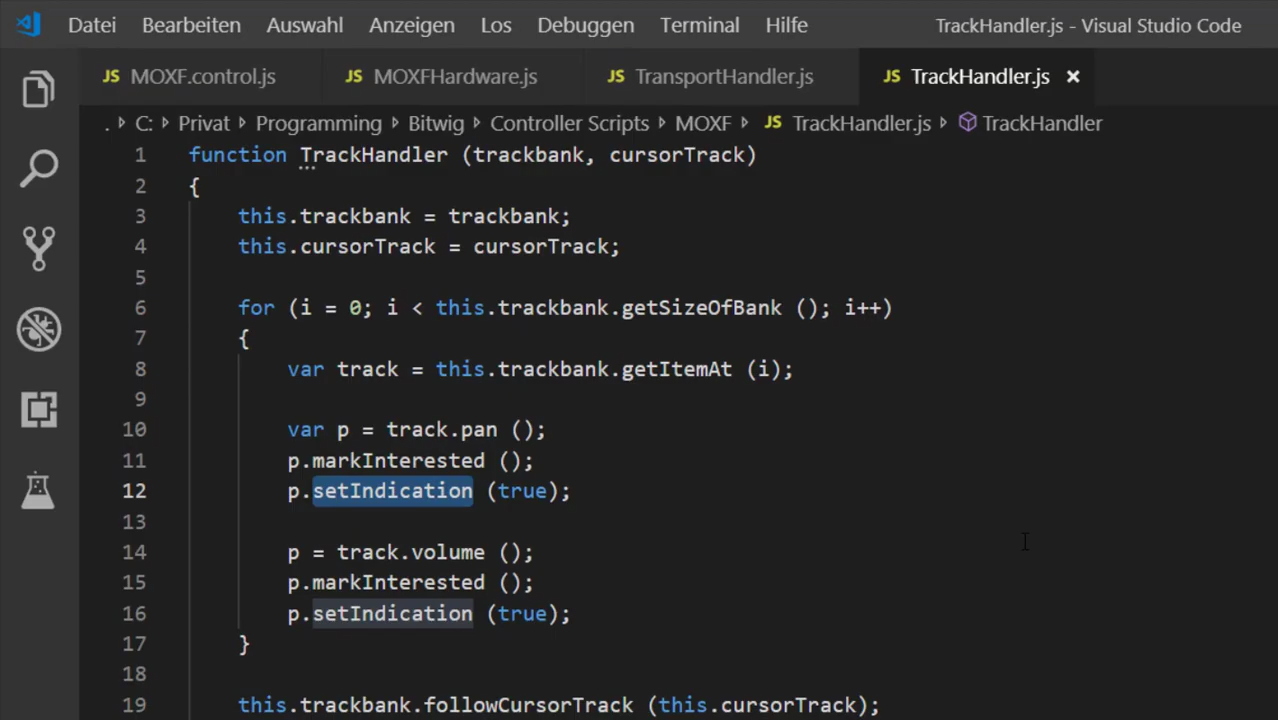 Datei Bearbeiten Auswahl Anzeigen Los Debuggen Terminal Hilfe TrackHandler.js - Visual Studio Code
JS MOXF.control.js JS MOXFHardware.js JS TransportHandler.js JS TrackHandler.js ×
. C: Privat Programming Bitwig Controller Scripts MOXF JS TrackHandler.js TrackHandler
1 function TrackHandler (trackbank, cursorTrack)
2 {
3 this.trackbank = trackbank;
4 this.cursorTrack = cursorTrack;
5
6 for (i = 0; i < this.trackbank.getSizeOfBank (); i++)
7 {
8 var track = this.trackbank.getItemAt (i);
9
10 var p = track.pan ();
11 p.markInterested ();
12 p.setIndication (true);
13
14 p = track.volume ();
15 p.markInterested ();
16 p.setIndication (true);
17 }
18
19 this.trackbank.followCursorTrack (this.cursorTrack);